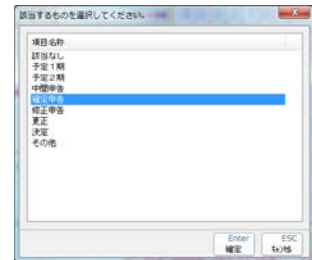 該当するものを選択してください。
項目名称
該当なし
予定1期
予定2期
中間申告
確定申告
修正申告
更正
決定
その他
Enter ESC
確定 ｷｬﾝｾﾙ